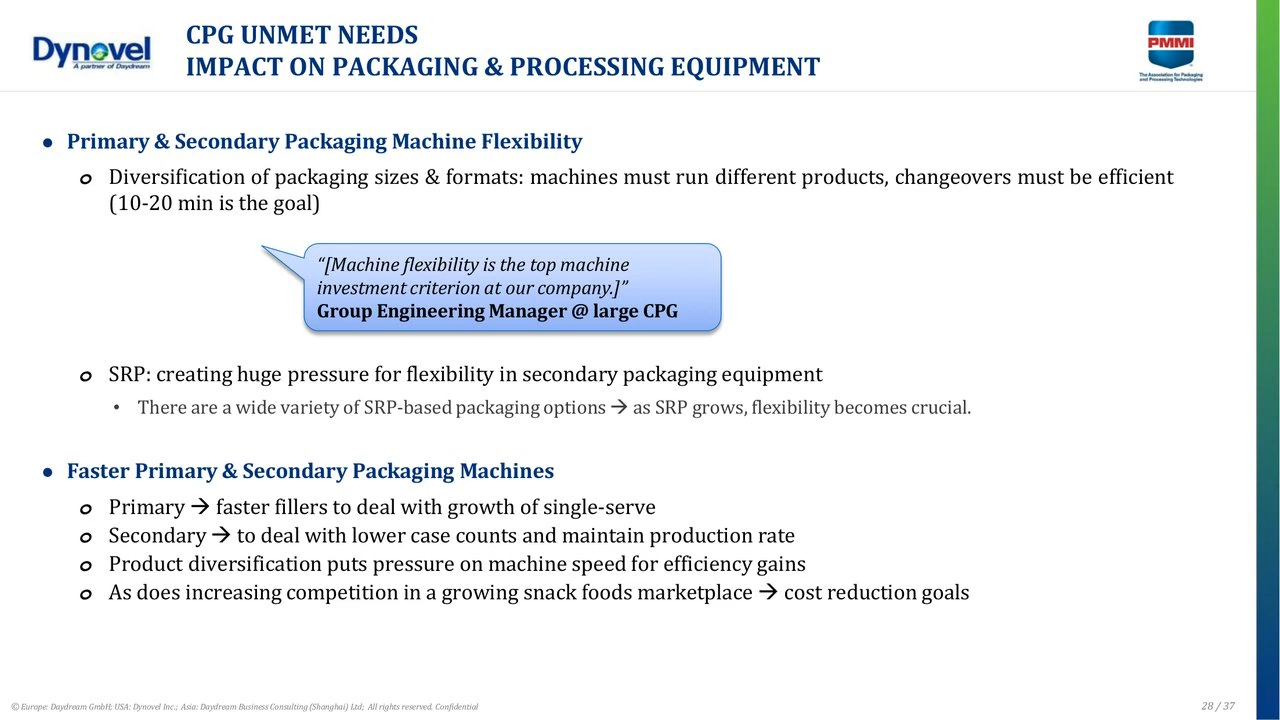 Dynovel
A partner of Daydream
CPG UNMET NEEDS
IMPACT ON PACKAGING & PROCESSING EQUIPMENT
PMMI
The Association for Packaging
and Processing Technologies
● Primary & Secondary Packaging Machine Flexibility
o Diversification of packaging sizes & formats: machines must run different products, changeovers must be efficient
(10-20 min is the goal)
“[Machine flexibility is the top machine
investment criterion at our company.]”
Group Engineering Manager @ large CPG
o SRP: creating huge pressure for flexibility in secondary packaging equipment
• There are a wide variety of SRP-based packaging options → as SRP grows, flexibility becomes crucial.
● Faster Primary & Secondary Packaging Machines
o Primary → faster fillers to deal with growth of single-serve
o Secondary → to deal with lower case counts and maintain production rate
o Product diversification puts pressure on machine speed for efficiency gains
o As does increasing competition in a growing snack foods marketplace → cost reduction goals
© Europe: Daydream GmbH; USA: Dynovel Inc.; Asia: Daydream Business Consulting (Shanghai) Ltd; All rights reserved. Confidential
28 / 37